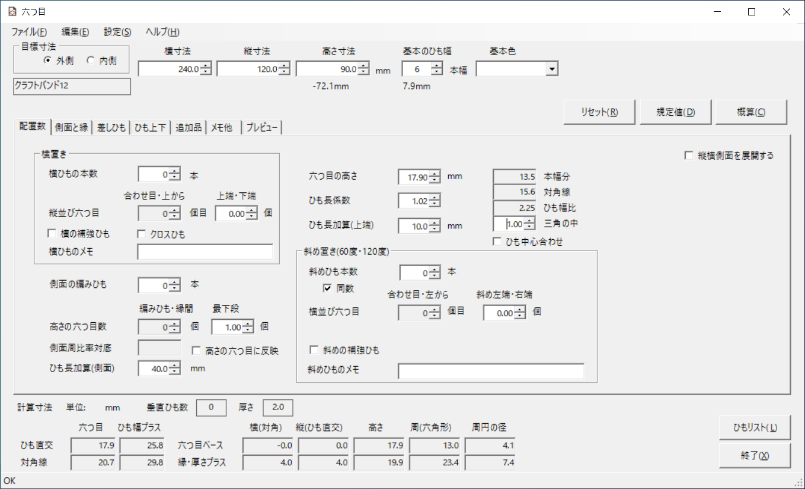 六つ目
ファイル(F) 編集(E) 設定(S) ヘルプ(H)
目標寸法 横寸法 縦寸法 高さ寸法 基本のひも幅 基本色
外側 内側 240.0 120.0 90.0 mm 6 本幅
クラフトバンド12 -72.1mm 7.9mm
リセット(R) 規定値(D) 概算(C)
配置数 側面と縁 差しひも ひも上下 追加品 メモ他 プレビュー
縦横側面を展開する
横置き
横ひもの本数 0 本
合わせ目・上から 上端・下端
縦並び六つ目 0 個目 0.00 個
横の補強ひも クロスひも
横ひものメモ
六つ目の高さ 17.90 mm 13.5 本幅分
15.6 対角線
ひも長係数 1.02 2.25 ひも幅比
ひも長加算(上端) 10.0 mm 1.00 三角の中
ひも中心合わせ
側面の編みひも 0 本
編みひも・縁間 最下段
高さの六つ目数 0 個 1.00 個
側面周比率対底 高さの六つ目に反映
ひも長加算(側面) 40.0 mm
斜め置き(60度・120度)
斜めひも本数 0 本
同数 合わせ目・左から 斜め左端・右端
横並び六つ目 0 個目 0.00 個
斜めの補強ひも
斜めひものメモ
計算寸法 単位: mm 垂直ひも数 0 厚さ 2.0
六つ目 ひも幅プラス 横(対角) 縦(ひも直交) 高さ 周(六角形) 周円の径
ひも直交 17.9 25.8 六つ目ベース -0.0 0.0 17.9 13.0 4.1
対角線 20.7 29.8 縁・厚さプラス 4.0 4.0 19.9 23.4 7.4
ひもリスト(L)
終了(X)
OK